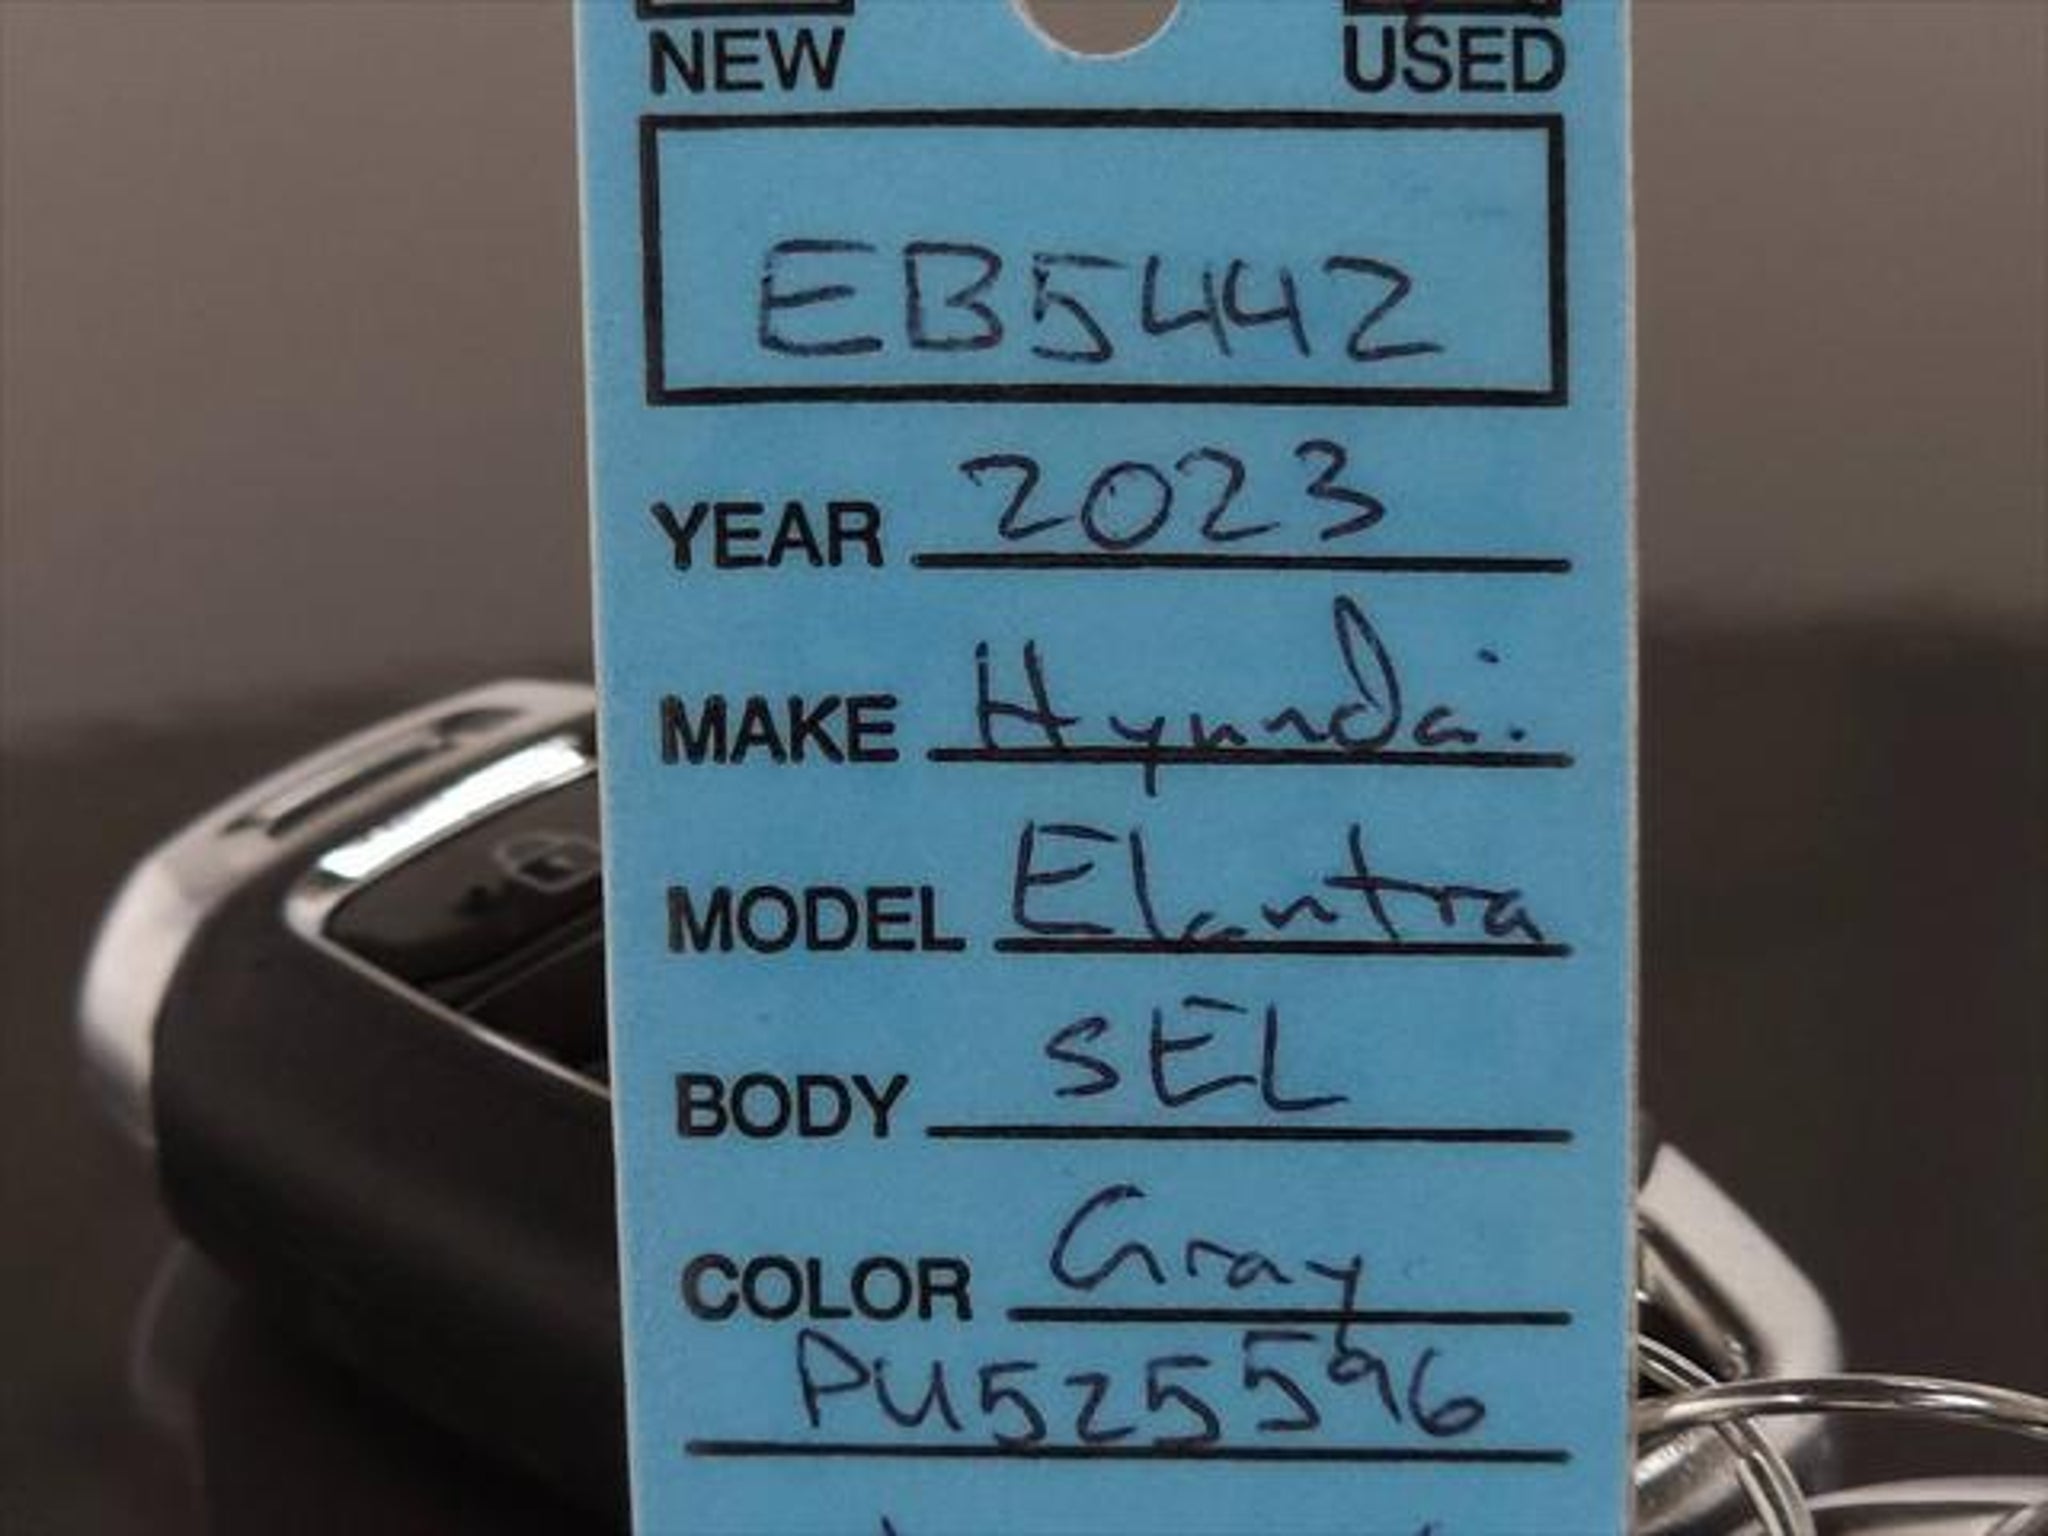 NEW USED
EB5442
YEAR 2023
MAKE Hyundai
MODEL Elantra
BODY SEL
COLOR Gray
PU525596